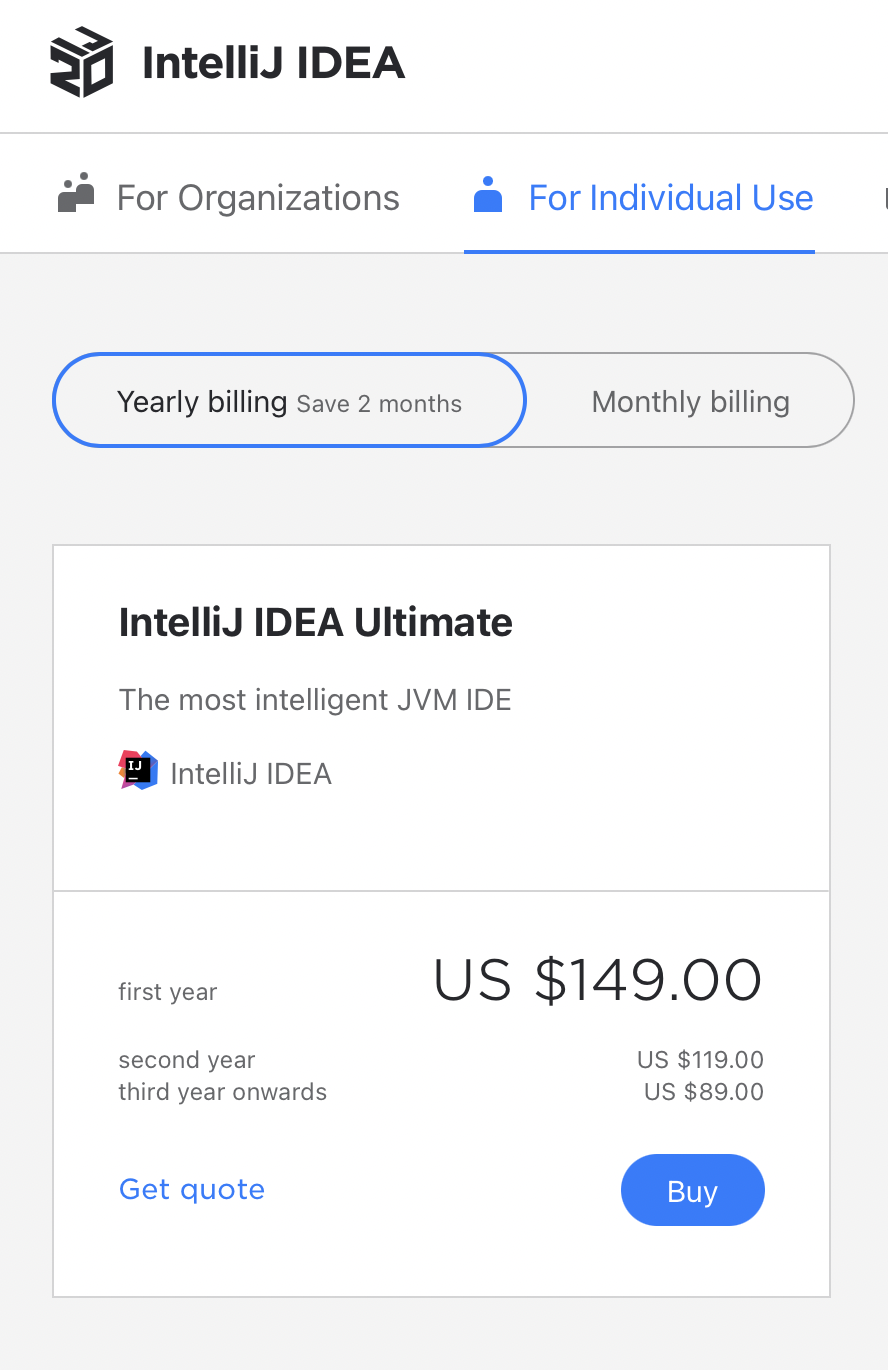 IntelliJ IDEA
For Organizations For Individual Use
Yearly billing Save 2 months Monthly billing
IntelliJ IDEA Ultimate
The most intelligent JVM IDE
IJ IntelliJ IDEA
first year US $149.00
second year US $119.00
third year onwards US $89.00
Get quote Buy